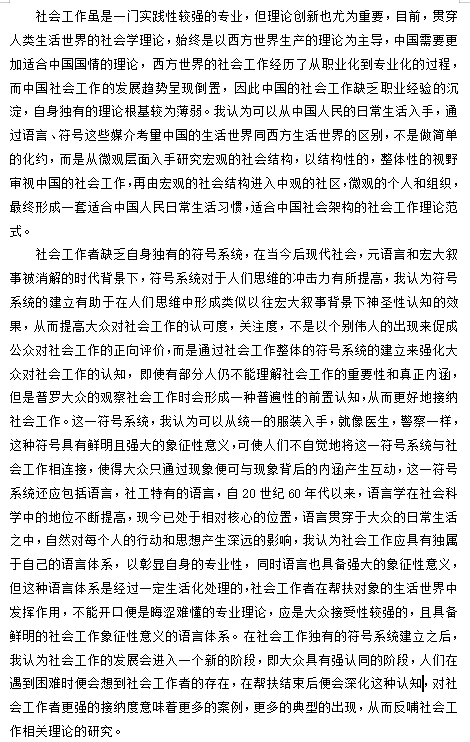 社会工作虽是一门实践性较强的专业，但理论创新也尤为重要，目前，贯穿
人类生活世界的社会学理论，始终是以西方世界生产的理论为主导，中国需要更
加适合中国国情的理论，西方世界的社会工作经历了从职业化到专业化的过程，
而中国社会工作的发展趋势呈现倒置，因此中国的社会工作缺乏职业经验的沉
淀，自身独有的理论根基较为薄弱。我认为可以从中国人民的日常生活入手，通
过语言、符号这些媒介考量中国的生活世界同西方生活世界的区别，不是做简单
的化约，而是从微观层面入手研究宏观的社会结构，以结构性的，整体性的视野
审视中国的社会工作，再由宏观的社会结构进入中观的社区，微观的个人和组织，
最终形成一套适合中国人民日常生活习惯，适合中国社会架构的社会工作理论范
式。
社会工作者缺乏自身独有的符号系统，在当今后现代社会，元语言和宏大叙
事被消解的时代背景下，符号系统对于人们思维的冲击力有所提高，我认为符号
系统的建立有助于在人们思维中形成类似以往宏大叙事背景下神圣性认知的效
果，从而提高大众对社会工作的认可度，关注度，不是以个别伟人的出现来促成
公众对社会工作的正向评价，而是通过社会工作整体的符号系统的建立来强化大
众对社会工作的认知，即使有部分人仍不能理解社会工作的重要性和真正内涵，
但是普罗大众的观察社会工作时会形成一种普遍性的前置认知，从而更好地接纳
社会工作。这一符号系统，我认为可以从统一的服装入手，就像医生，警察一样，
这种符号具有鲜明且强大的象征性意义，可使人们不自觉地将这一符号系统与社
会工作相连接，使得大众只通过现象便可与现象背后的内涵产生互动，这一符号
系统还应包括语言，社工特有的语言，自 20 世纪 60 年代以来，语言学在社会科
学中的地位不断提高，现今已处于相对核心的位置，语言贯穿于大众的日常生活
之中，自然对每个人的行动和思想产生深远的影响，我认为社会工作应具有独属
于自己的语言体系，以彰显自身的专业性，同时语言也具备强大的象征性意义，
但这种语言体系是经过一定生活化处理的，社会工作者在帮扶对象的生活世界中
发挥作用，不能开口便是晦涩难懂的专业理论，应是大众接受性较强的，且具备
鲜明的社会工作象征性意义的语言体系。在社会工作独有的符号系统建立之后，
我认为社会工作的发展会进入一个新的阶段，即大众具有强认同的阶段，人们在
遇到困难时便会想到社会工作者的存在，在帮扶结束后便会深化这种认知，对社
会工作者更强的接纳度意味着更多的案例，更多的典型的出现，从而反哺社会工
作相关理论的研究。